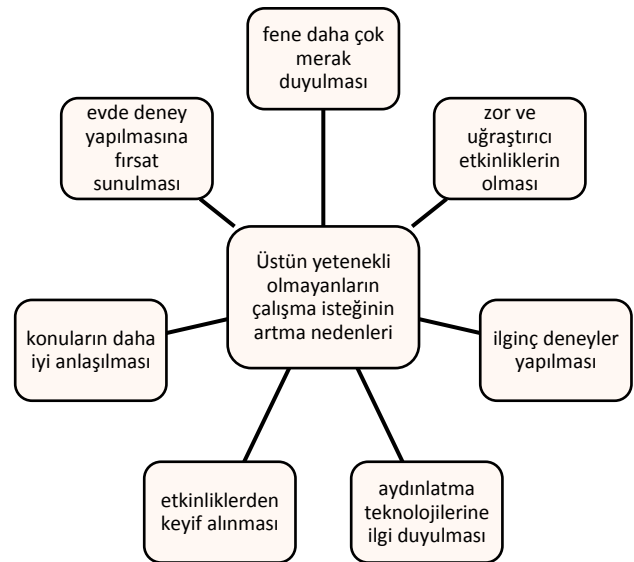 fene daha çok
merak
duyulması
evde deney
yapılmasına
fırsat
sunulması
zor ve
uğraştırıcı
etkinliklerin
olması
Üstün yetenekli
olmayanların
çalışma isteğinin
artma nedenleri
konuların daha
iyi anlaşılması
ilginç deneyler
yapılması
etkinliklerden
keyif alınması
aydınlatma
teknolojilerine
ilgi duyulması